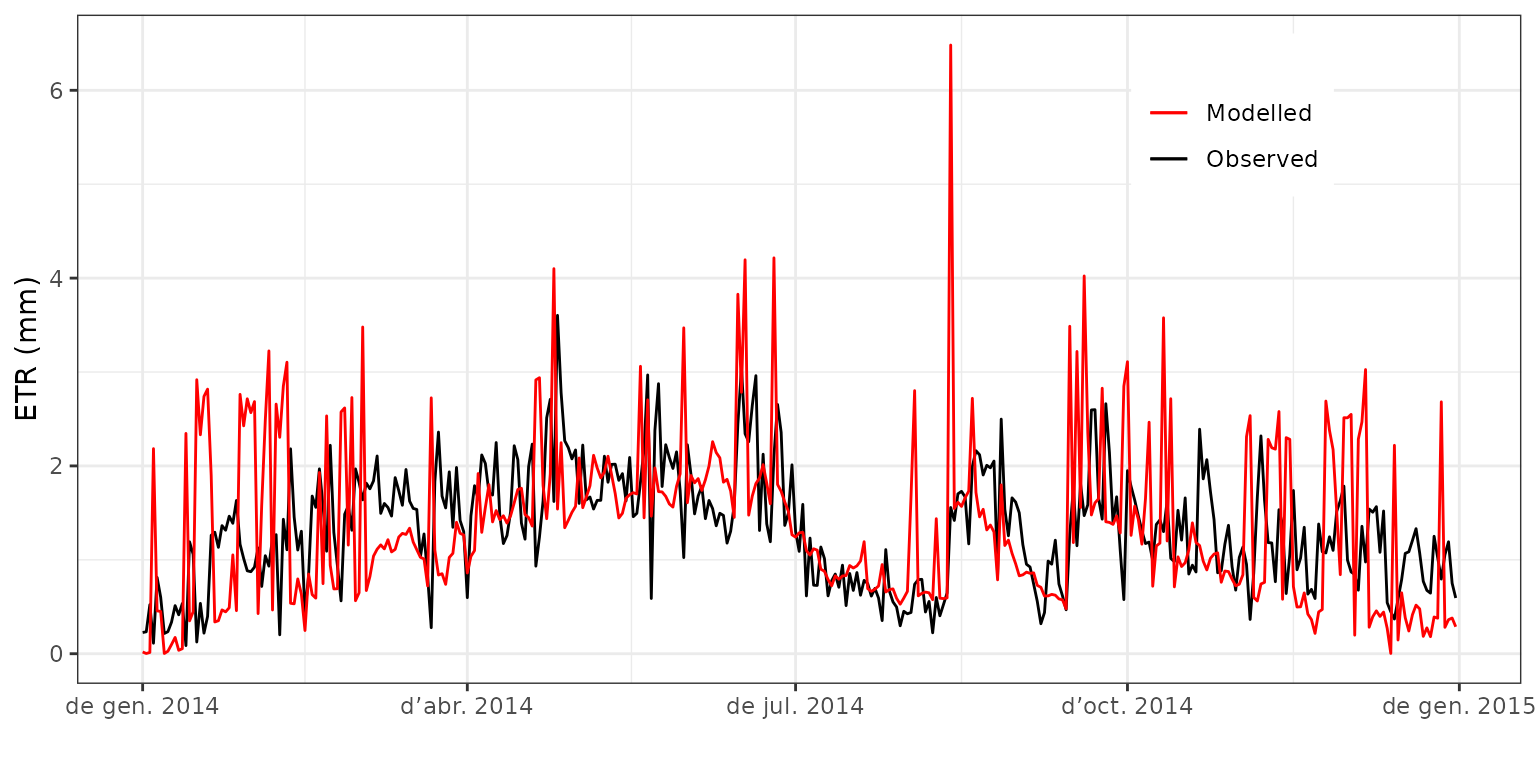 ETR (mm)
6
4
2
0
Modelled
Observed
de gen. 2014
d’abr. 2014
de jul. 2014
d’oct. 2014
de gen. 2015